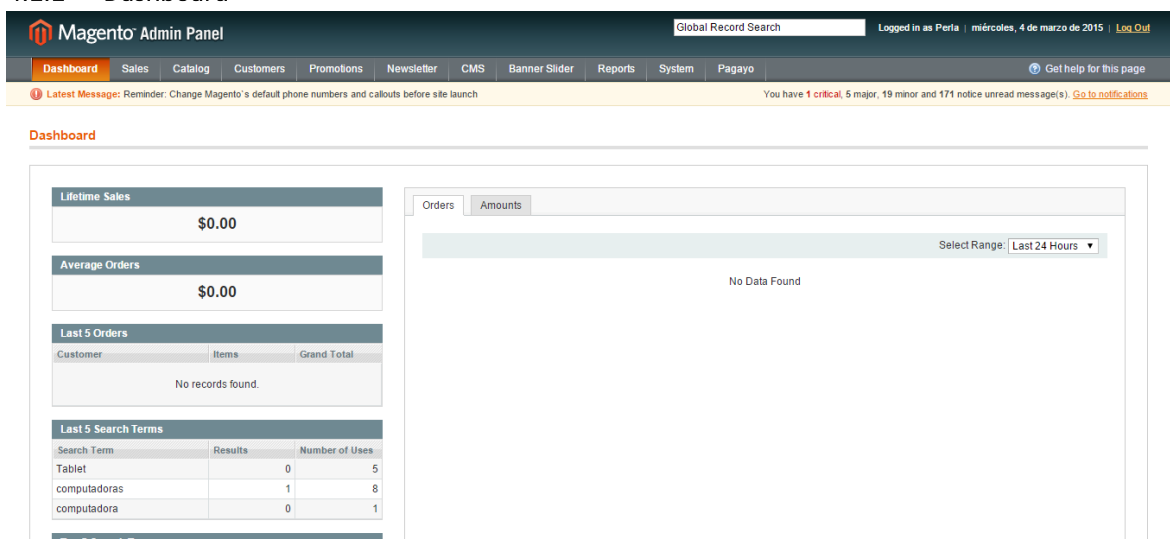 Magento Admin Panel
Global Record Search
Logged in as Perla | miércoles, 4 de marzo de 2015 | Log Out
Dashboard Sales Catalog Customers Promotions Newsletter CMS Banner Slider Reports System Pagayo
Get help for this page
Latest Message: Reminder: Change Magento`s default phone numbers and callouts before site launch
You have 1 critical, 5 major, 19 minor and 171 notice unread message(s). Go to notifications
Dashboard
Lifetime Sales
$0.00
Average Orders
$0.00
Last 5 Orders
Customer Items Grand Total
No records found.
Last 5 Search Terms
Search Term Results Number of Uses
Tablet 0 5
computadoras 1 8
computadora 0 1
Orders Amounts
Select Range: Last 24 Hours
No Data Found